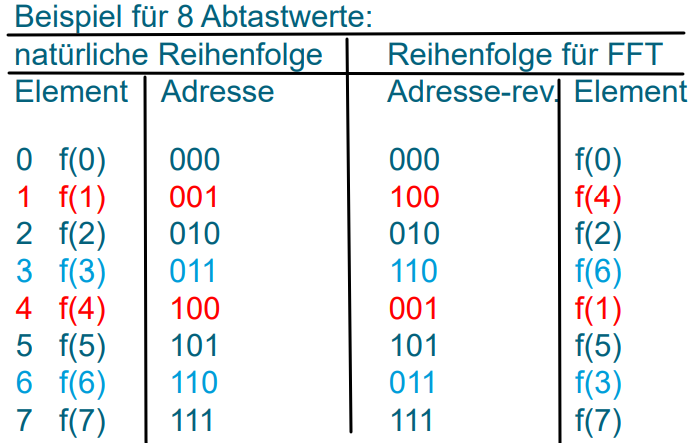 Beispiel für 8 Abtastwerte:
natürliche Reihenfolge Reihenfolge für FFT
Element Adresse Adresse-rev. Element
0 f(0) 000 000 f(0)
1 f(1) 001 100 f(4)
2 f(2) 010 010 f(2)
3 f(3) 011 110 f(6)
4 f(4) 100 001 f(1)
5 f(5) 101 101 f(5)
6 f(6) 110 011 f(3)
7 f(7) 111 111 f(7)